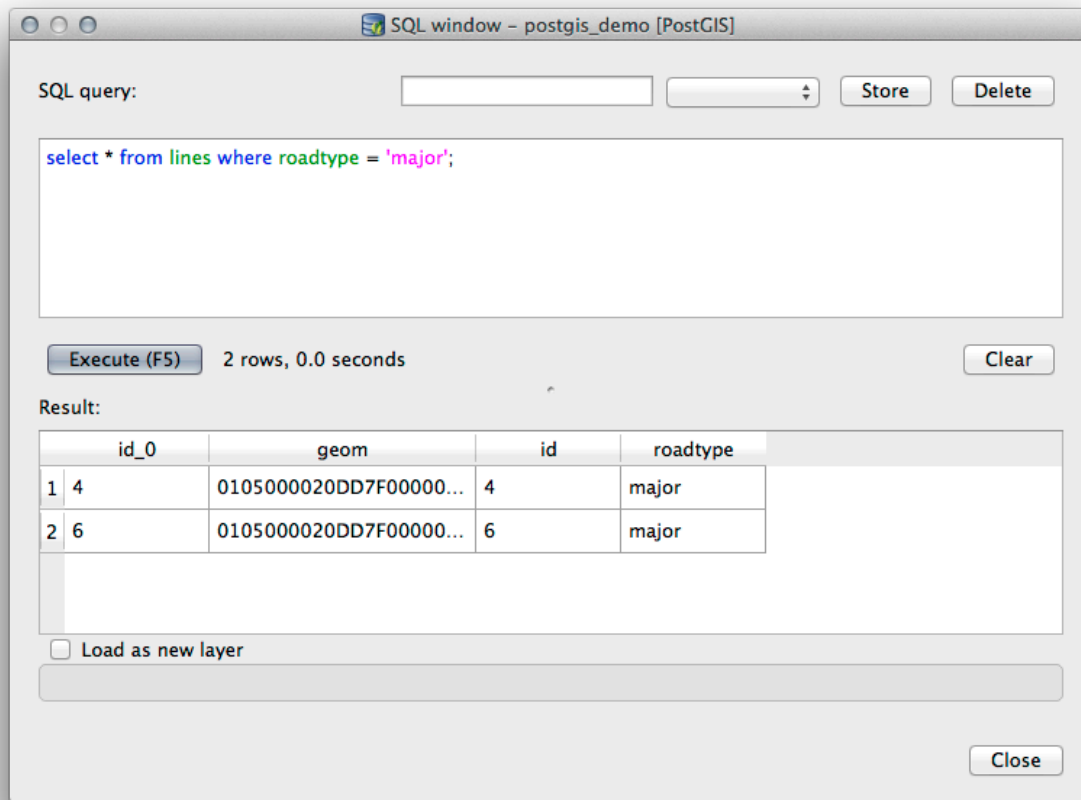 SQL window – postgis_demo [PostGIS]
SQL query:
Store
Delete
select * from lines where roadtype = 'major';
Execute (F5)
2 rows, 0.0 seconds
Clear
Result:
id_0 geom id roadtype
1 4 0105000020DD7F00000... 4 major
2 6 0105000020DD7F00000... 6 major
Load as new layer
Close